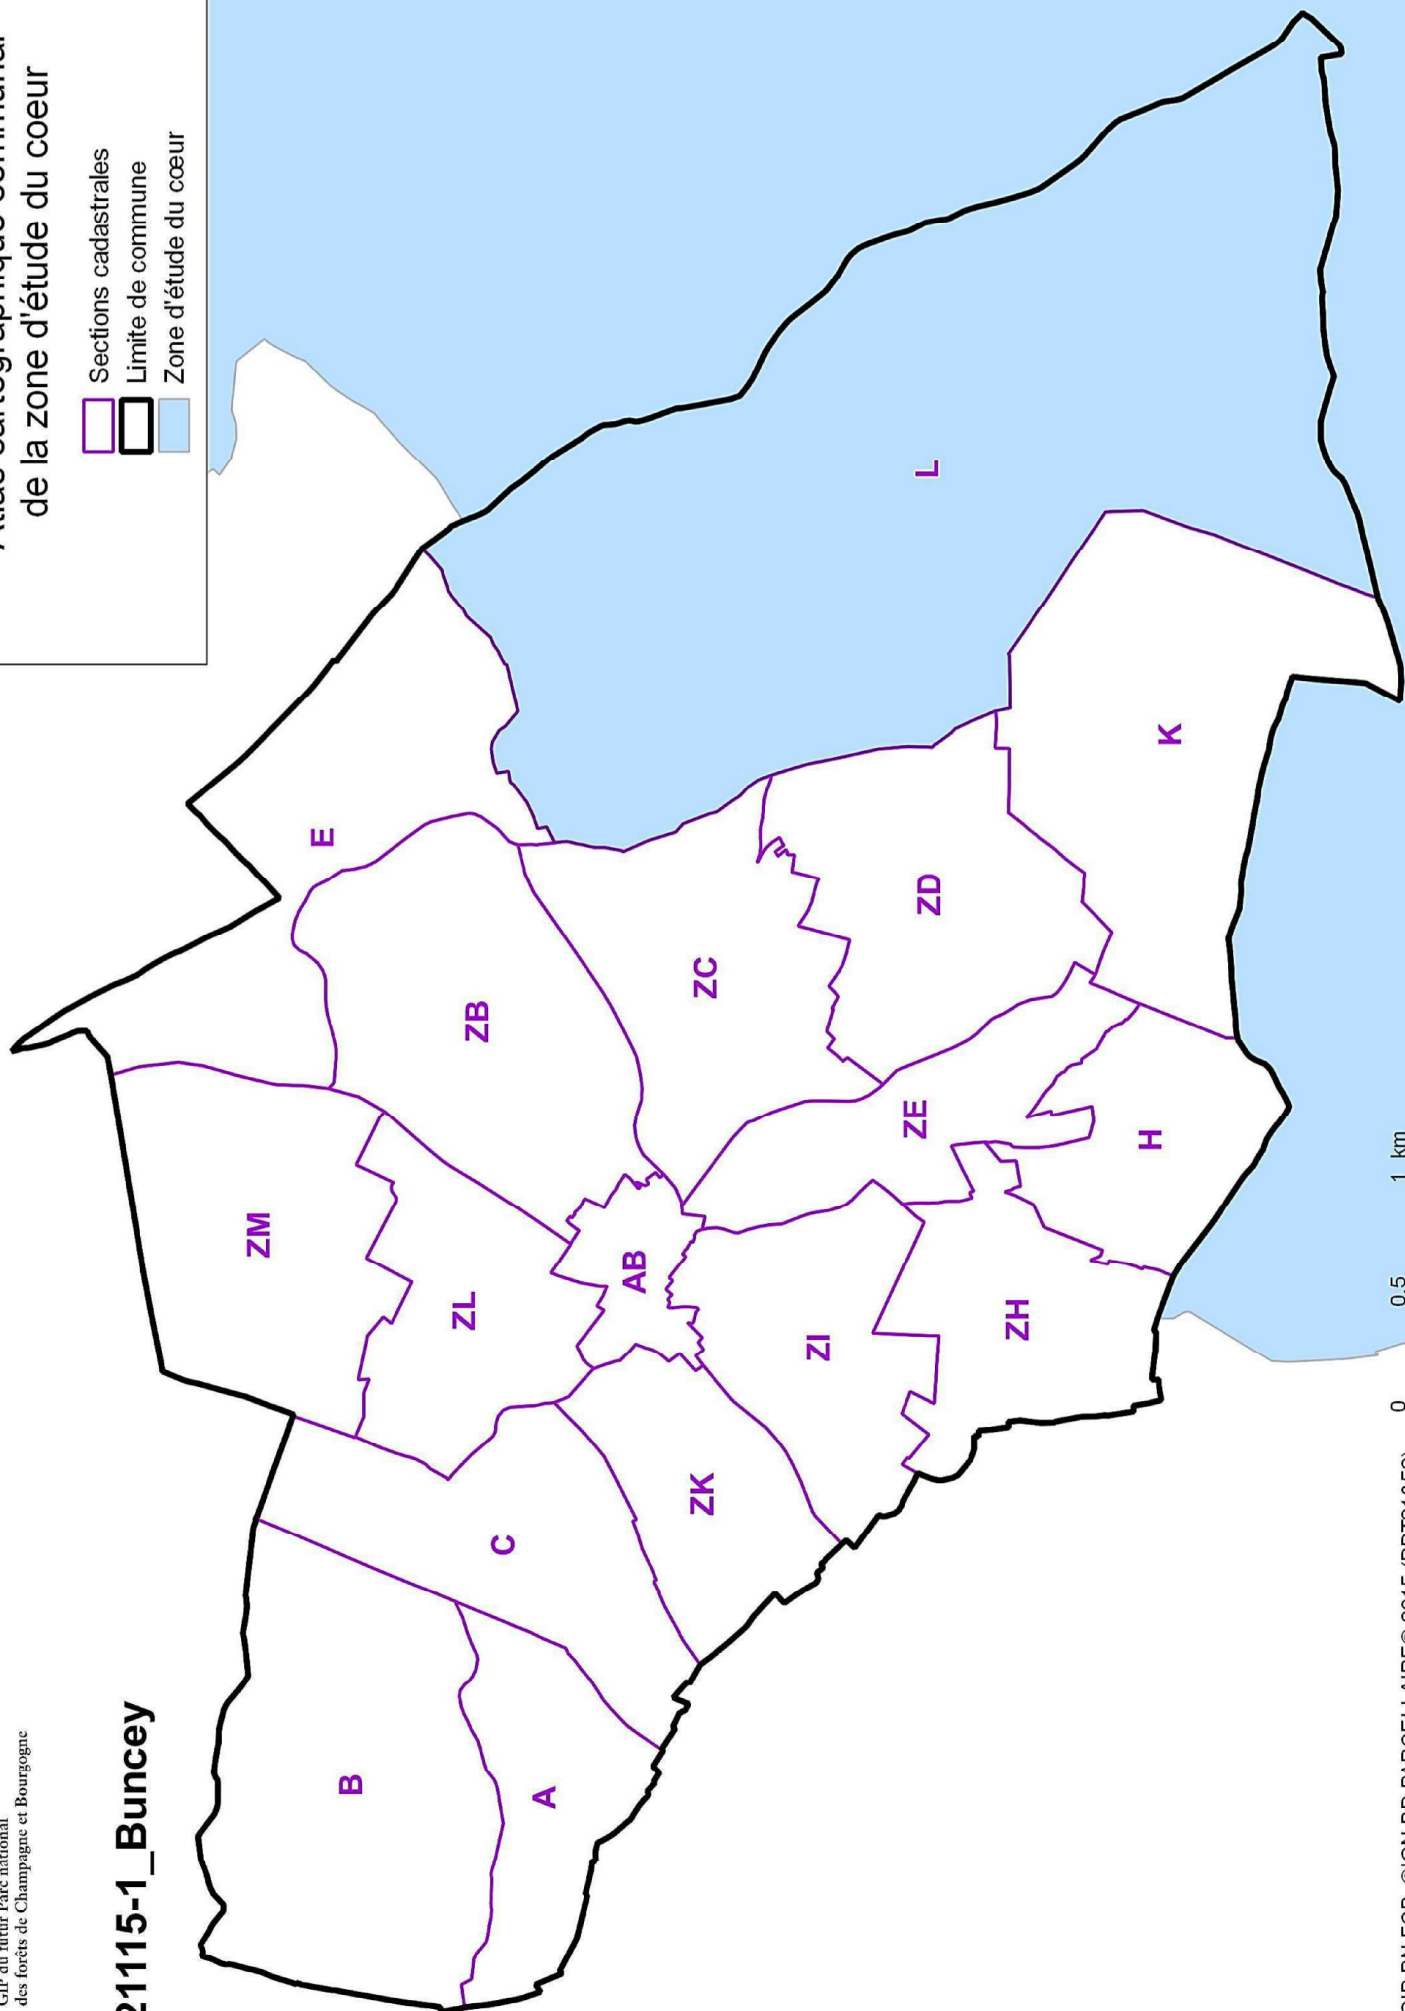 GIP du futur Parc national
des forêts de Champagne et Bourgogne
21115-1_Buncey
de la zone d'étude du coeur
Sections cadastrales
Limite de commune
Zone d'étude du cœur
E
ZM
ZB
B
ZL
C
A
AB
ZC
ZK
L
ZI
ZE
ZD
ZH
H
K
0 0.5 1 km